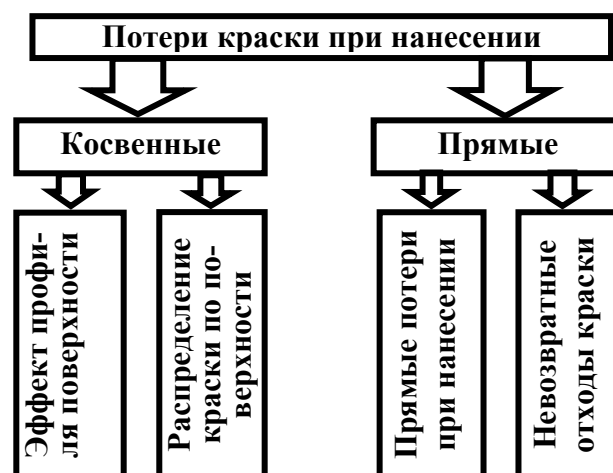 Потери краски при нанесении
Косвенные
Прямые
Эффект профи-
ля поверхности
Распределение
краски по по-
верхности
Прямые потери
при нанесении
Невозвратные
отходы краски